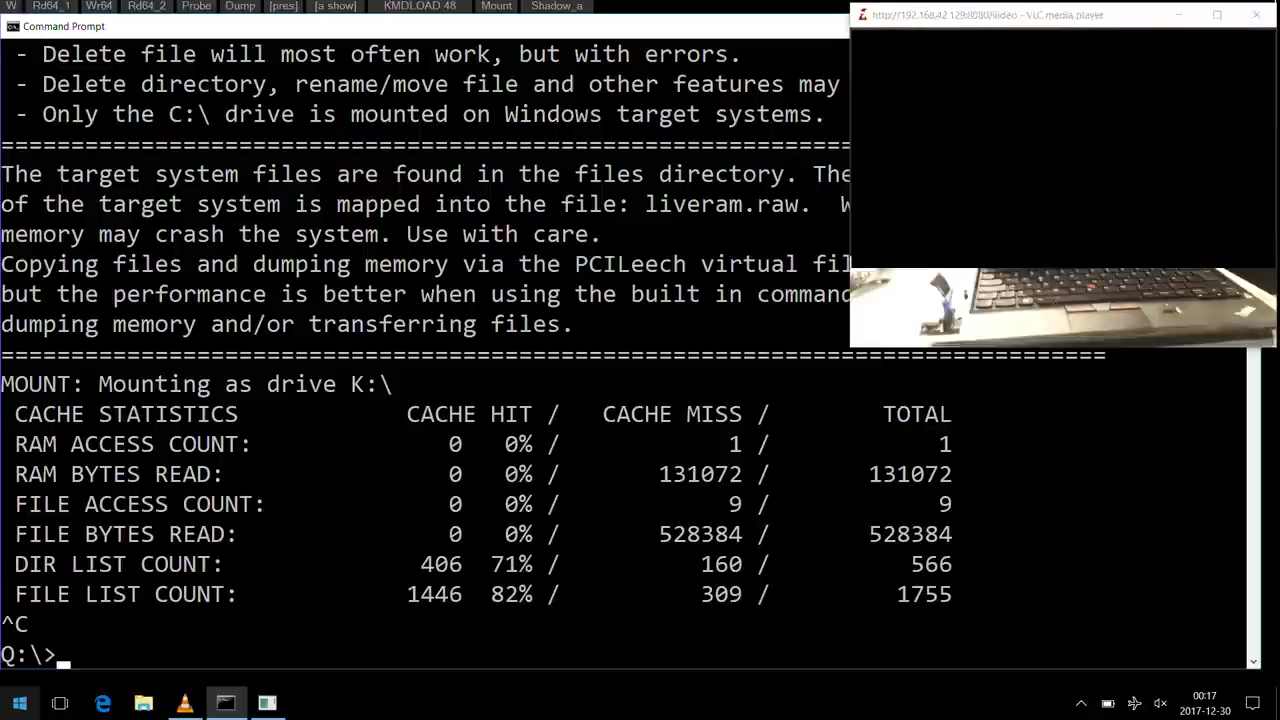 W Rd64_1 Wr64 Rd64_2 Probe Dump [pres] [a show] KMDLOAD 48 Mount Shadow_a
Command Prompt
http://192.168.42.129:8080/video - VLC media player
- Delete file will most often work, but with errors.
- Delete directory, rename/move file and other features may
- Only the C:\ drive is mounted on Windows target systems.
=============================================================
The target system files are found in the files directory. The
of the target system is mapped into the file: liveram.raw. W
memory may crash the system. Use with care.
Copying files and dumping memory via the PCILeech virtual fil
but the performance is better when using the built in command
dumping memory and/or transferring files.
===============================================================================
MOUNT: Mounting as drive K:\
CACHE STATISTICS CACHE HIT / CACHE MISS / TOTAL
RAM ACCESS COUNT: 0 0% / 1 / 1
RAM BYTES READ: 0 0% / 131072 / 131072
FILE ACCESS COUNT: 0 0% / 9 / 9
FILE BYTES READ: 0 0% / 528384 / 528384
DIR LIST COUNT: 406 71% / 160 / 566
FILE LIST COUNT: 1446 82% / 309 / 1755
^C
Q:\>
00:17
2017-12-30